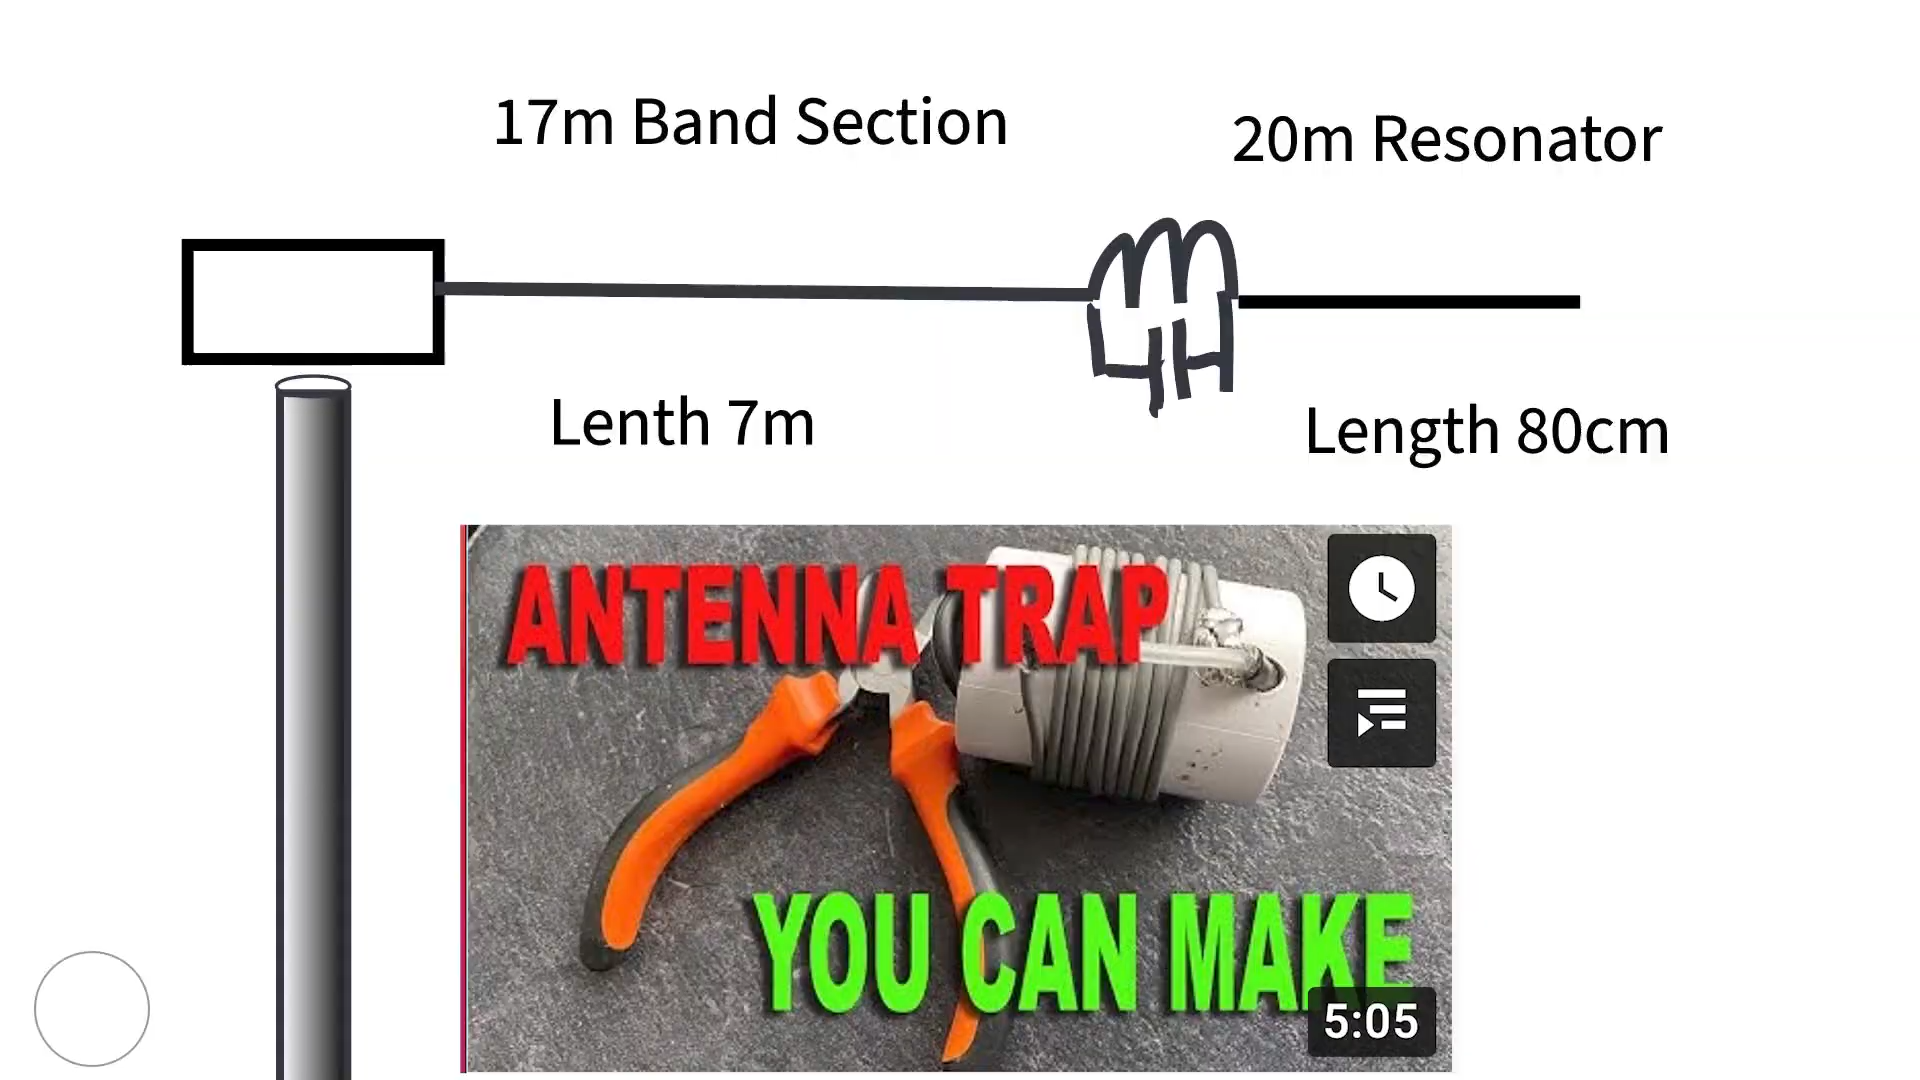 17m Band Section
20m Resonator
Lenth 7m
Length 80cm
ANTENNA TRAP
YOU CAN MAKE
5:05